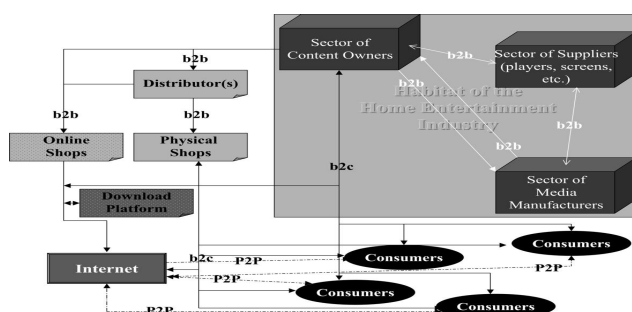 Sector of
Content Owners
b2b
Sector of Suppliers
(players, screens,
etc.)
b2b
Distributor(s)
b2b
Habitat of the
Home Entertainment
Industry
b2b
b2b
b2b
b2b
b2b
Online
Shops
Physical
Shops
b2c
Sector of
Media
Manufacturers
Download
Platform
Internet
b2c
P2P
Consumers
Consumers
P2P
P2P
Consumers
P2P
Consumers